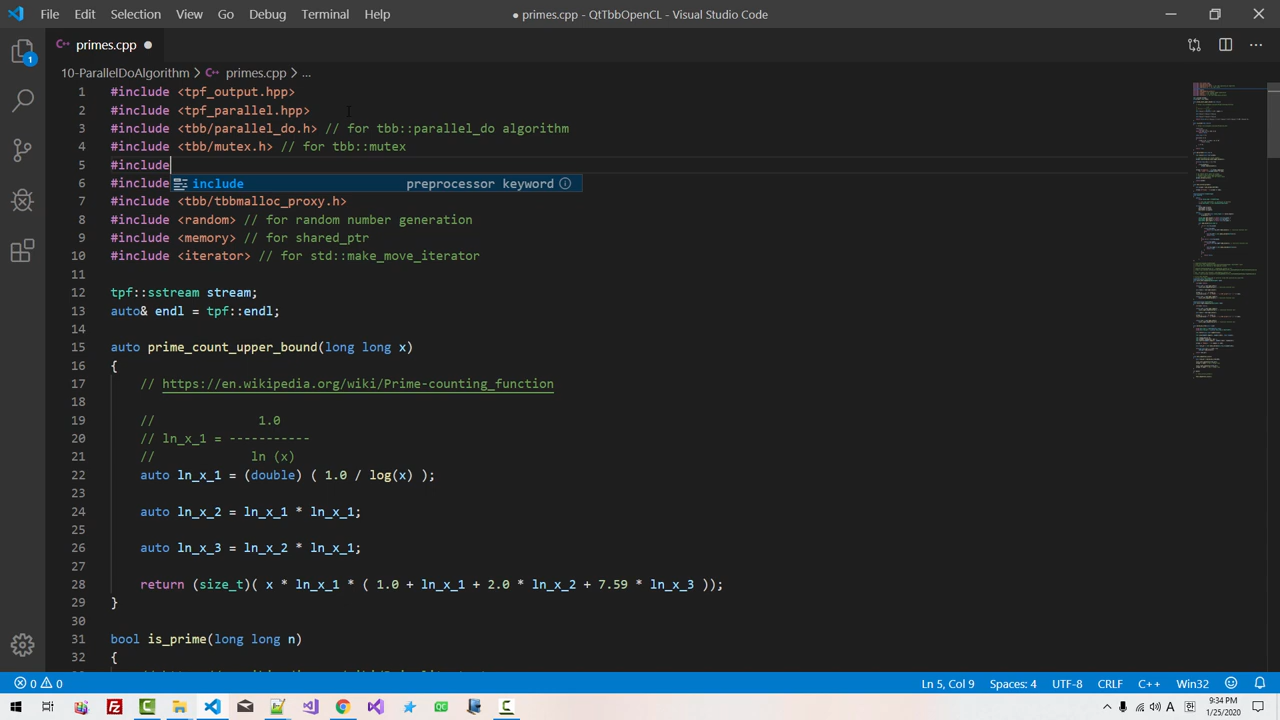 File Edit Selection View Go Debug Terminal Help
primes.cpp - QtTbbOpenCL - Visual Studio Code
1
primes.cpp
10-ParallelDoAlgorithm > primes.cpp > ...
1 #include <tpf_output.hpp>
2 #include <tpf_parallel.hpp>
3 #include <tbb/parallel_do.h> // for tbb::parallel_do algorithm
4 #include <tbb/mutex.h> // for tbb::mutex
5 #include
include preprocessor keyword
6 #include
7 #include <tbb/tbbmalloc_proxy.h>
8 #include <random> // for random number generation
9 #include <memory> // for shared_ptr
10 #include <iterator> // for std::make_move_iterator
11
12 tpf::sstream stream;
13 auto& endl = tpf::endl;
14
15 auto prime_count_upper_bound(long long x)
16 {
17 // https://en.wikipedia.org/wiki/Prime-counting_function
18
19 // 1.0
20 // ln_x_1 = -----------
21 // ln (x)
22 auto ln_x_1 = (double) ( 1.0 / log(x) );
23
24 auto ln_x_2 = ln_x_1 * ln_x_1;
25
26 auto ln_x_3 = ln_x_2 * ln_x_1;
27
28 return (size_t)( x * ln_x_1 * ( 1.0 + ln_x_1 + 2.0 * ln_x_2 + 7.59 * ln_x_3 ));
29 }
30
31 bool is_prime(long long n)
32 {
0 0 Ln 5, Col 9 Spaces: 4 UTF-8 CRLF C++ Win32
A 9:34 PM
1/25/2020